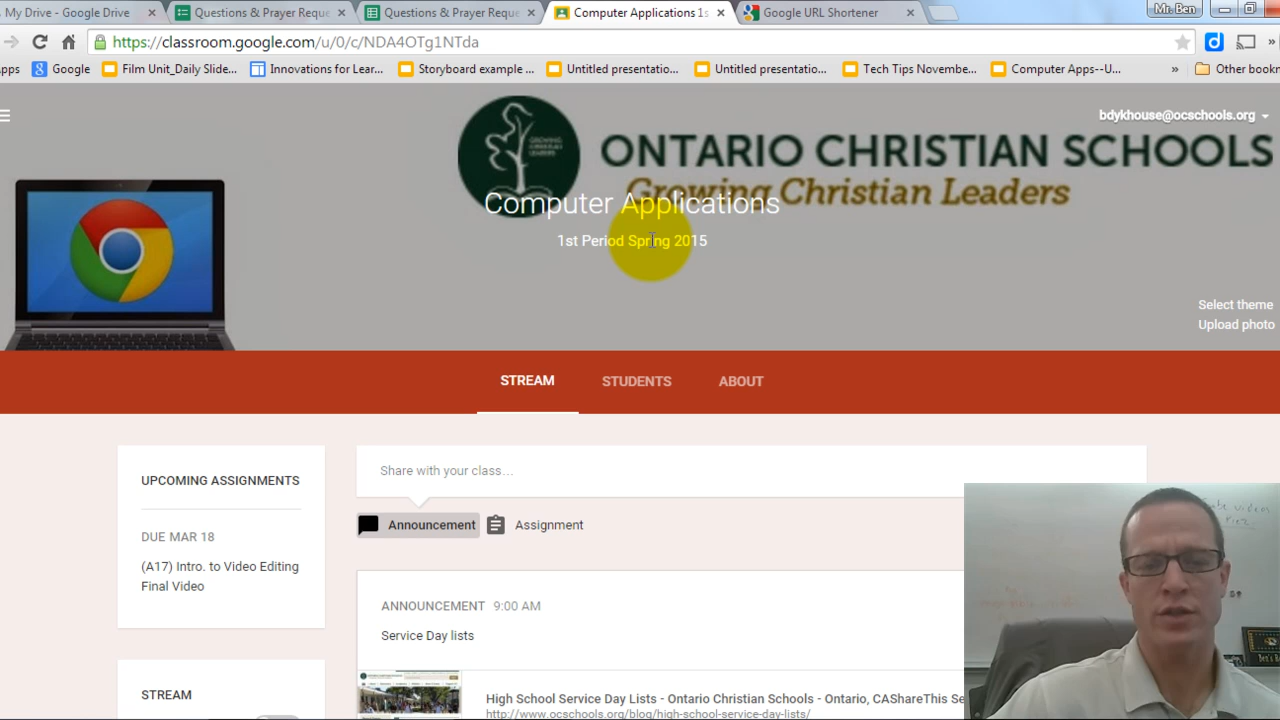 My Drive - Google Drive
Questions & Prayer Reque
Questions & Prayer Reque
Computer Applications 1s
Google URL Shortener
Mr. Ben
https://classroom.google.com/u/0/c/NDA4OTg1NTda
pps
Google
Film Unit_Daily Slide...
Innovations for Lear...
Storyboard example ...
Untitled presentatio...
Untitled presentatio...
Tech Tips Novembe...
Computer Apps--U...
»
Other bookm
bdykhouse@ocschools.org
GROWING CHRISTIAN LEADERS
ONTARIO CHRISTIAN SCHOOLS
Growing Christian Leaders
Computer Applications
1st Period Spring 2015
Select theme
Upload photo
STREAM
STUDENTS
ABOUT
UPCOMING ASSIGNMENTS
DUE MAR 18
(A17) Intro. to Video Editing
Final Video
STREAM
Share with your class...
Announcement
Assignment
ANNOUNCEMENT 9:00 AM
Service Day lists
High School Service Day Lists - Ontario Christian Schools - Ontario, CAShareThis Se
http://www.ocschools.org/blog/high-school-service-day-lists/